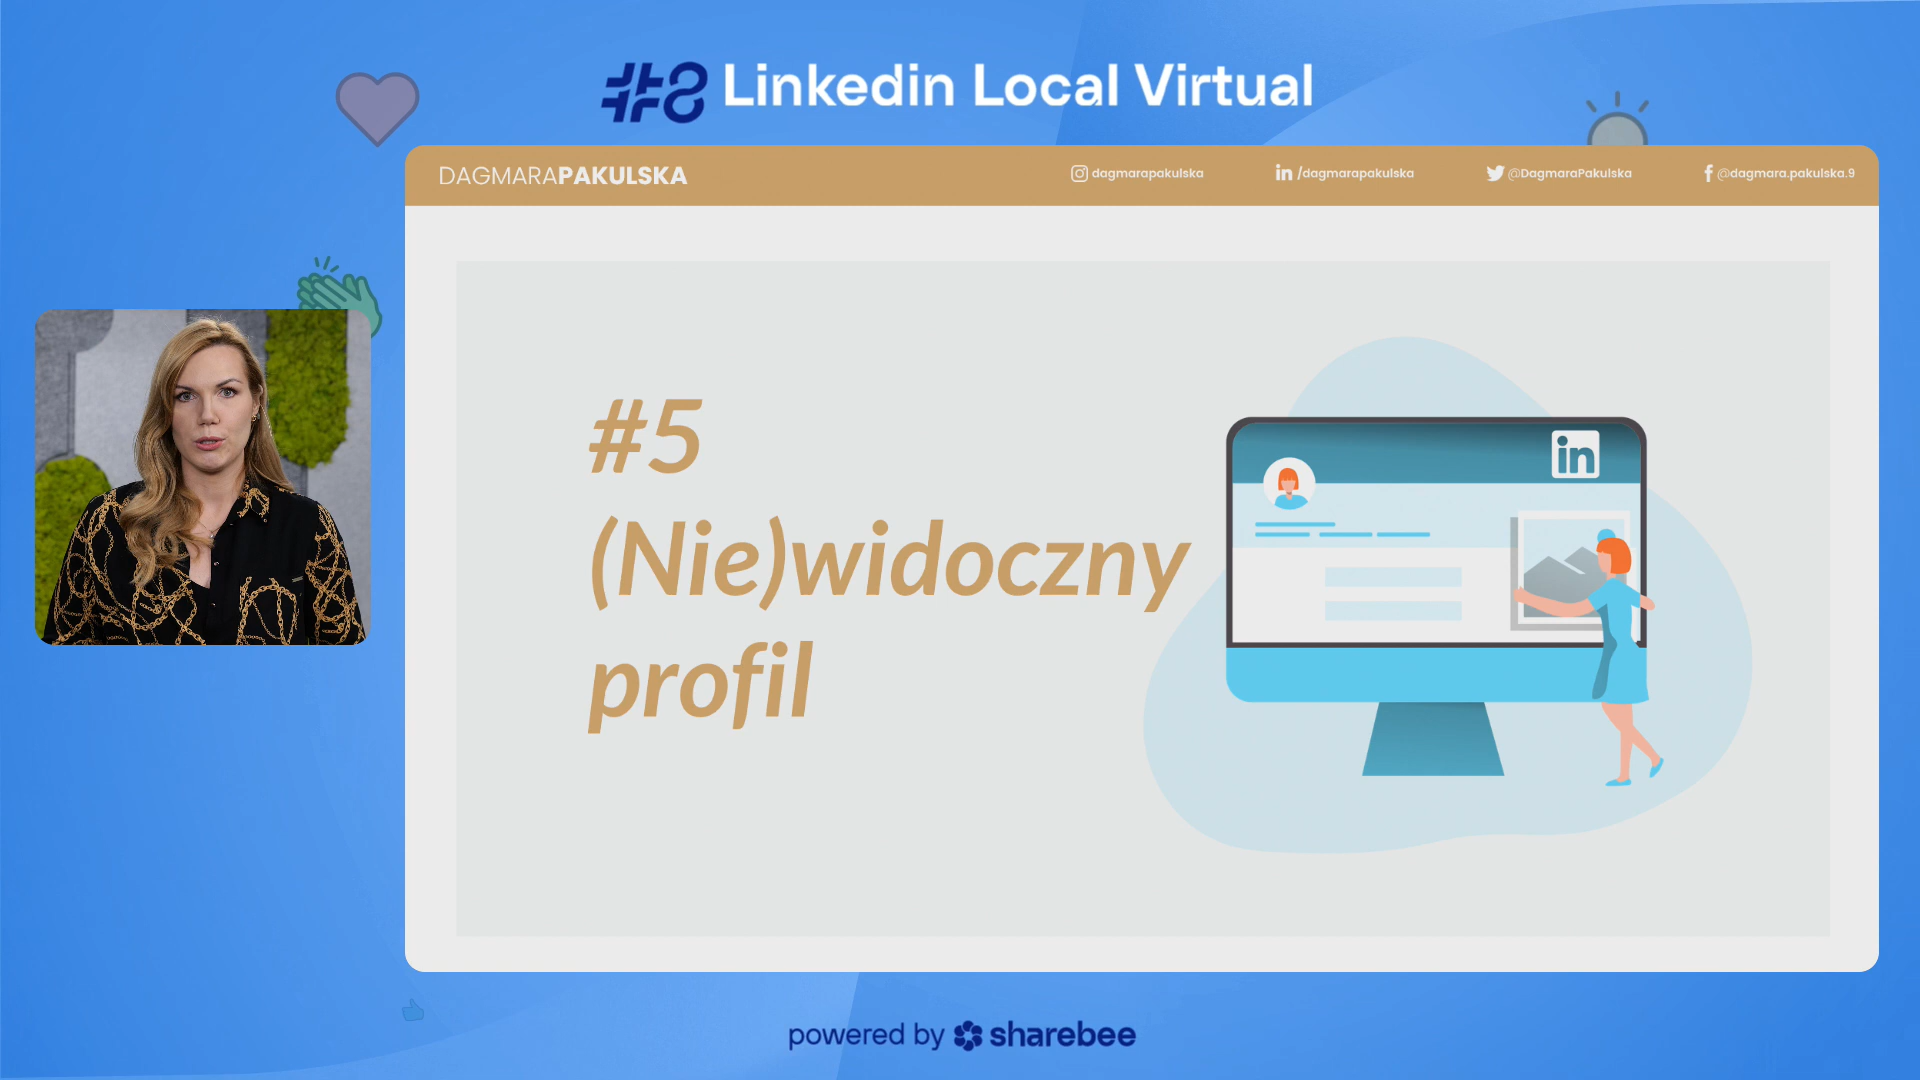 #8 Linkedin Local Virtual
DAGMARAPAKULSKA
dagmarapakulska
in /dagmarapakulska
@DagmaraPakulska
@dagmara.pakulska.9
#5
(Nie)widoczny
profil
in
powered by sharebee